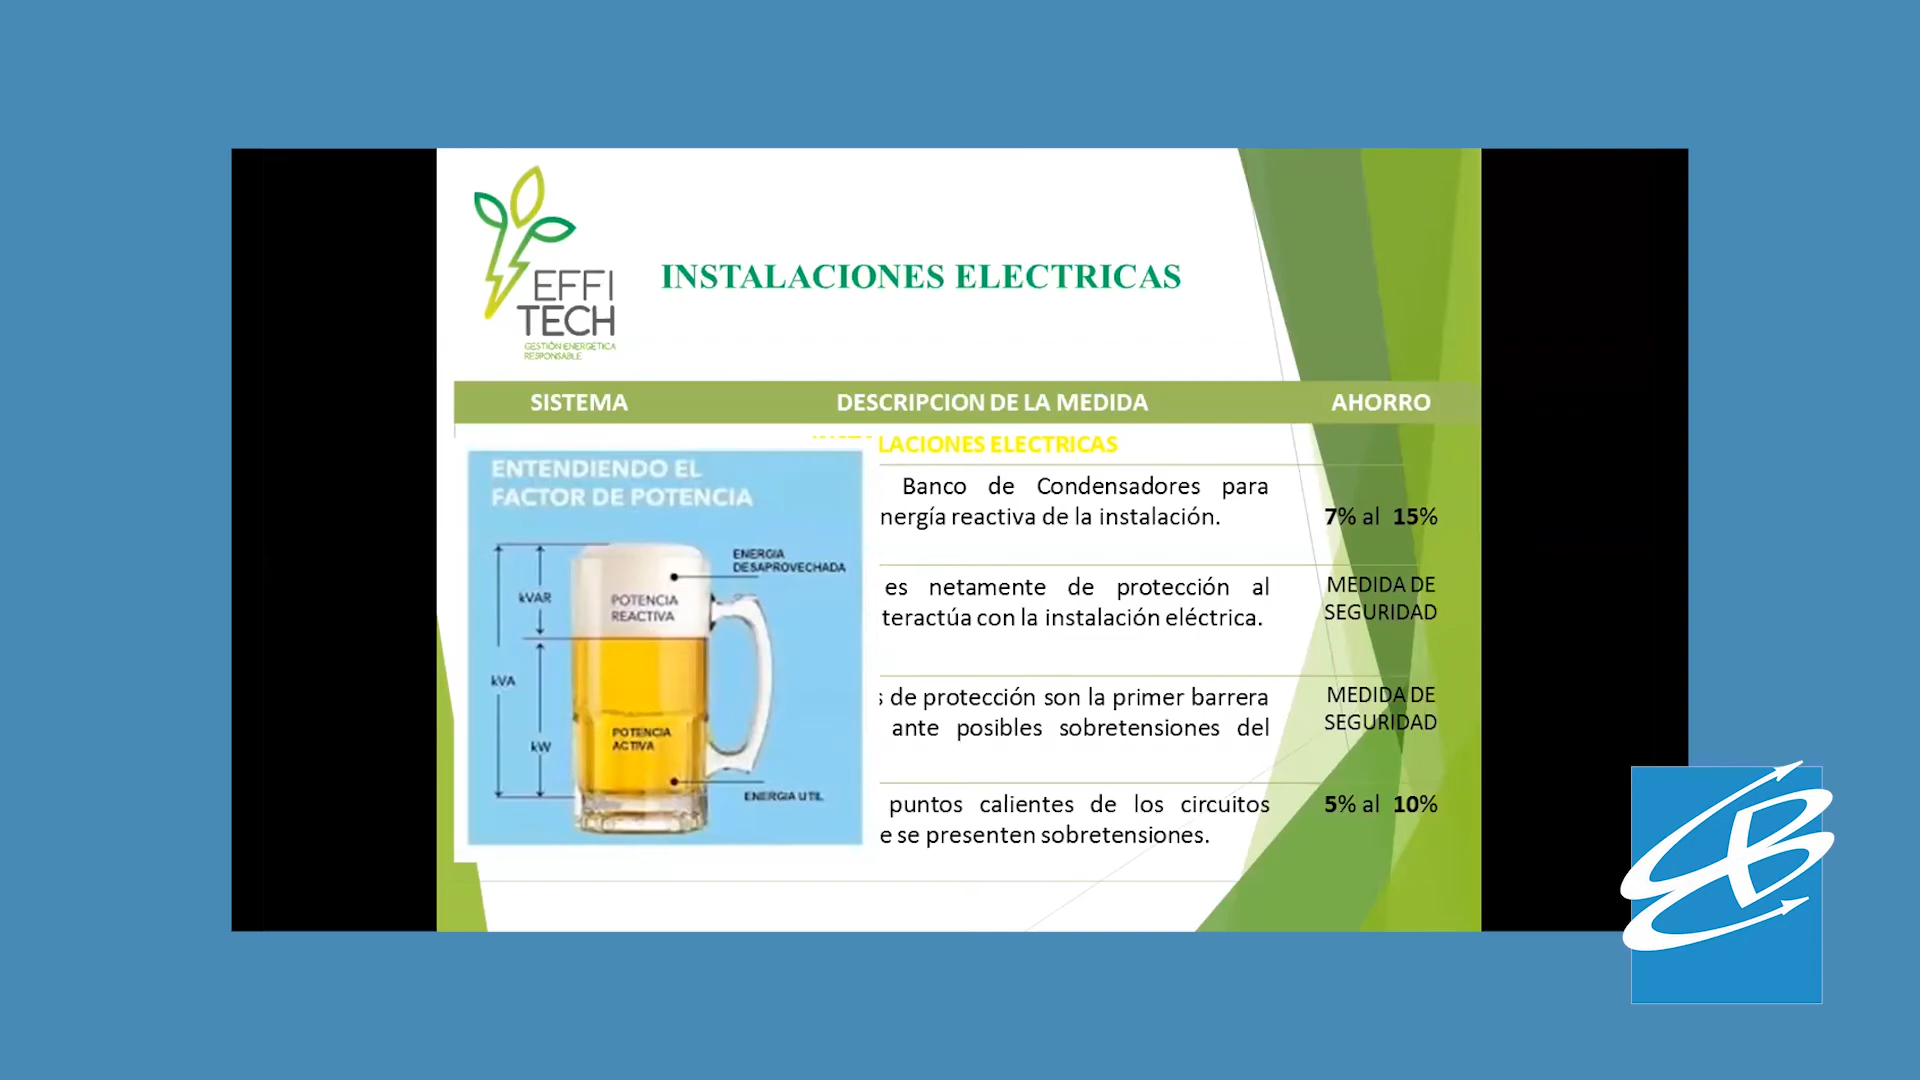 EFFI
TECH
GESTIÓN ENERGÉTICA
RESPONSABLE
INSTALACIONES ELECTRICAS
SISTEMA DESCRIPCION DE LA MEDIDA AHORRO
LACIONES ELECTRICAS
ENTENDIENDO EL
FACTOR DE POTENCIA
ENERGIA
DESAPROVECHADA
kVAR
POTENCIA
REACTIVA
kVA
kW
POTENCIA
ACTIVA
ENERGIA UTIL
Banco de Condensadores para
nergía reactiva de la instalación.
7% al 15%
es netamente de protección al
teractúa con la instalación eléctrica.
MEDIDA DE
SEGURIDAD
s de protección son la primer barrera
ante posibles sobretensiones del
MEDIDA DE
SEGURIDAD
puntos calientes de los circuitos
e se presenten sobretensiones.
5% al 10%